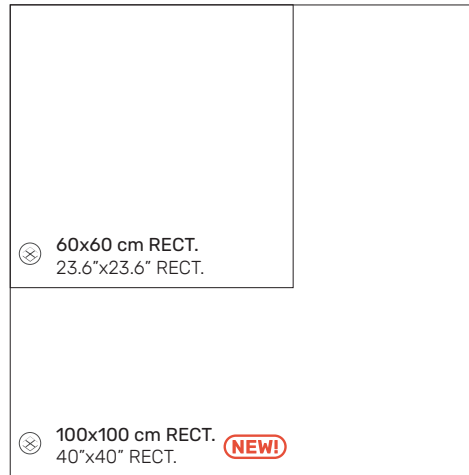 60x60 cm RECT.
23.6”x23.6” RECT.
100x100 cm RECT.
40”x40” RECT.
NEW!